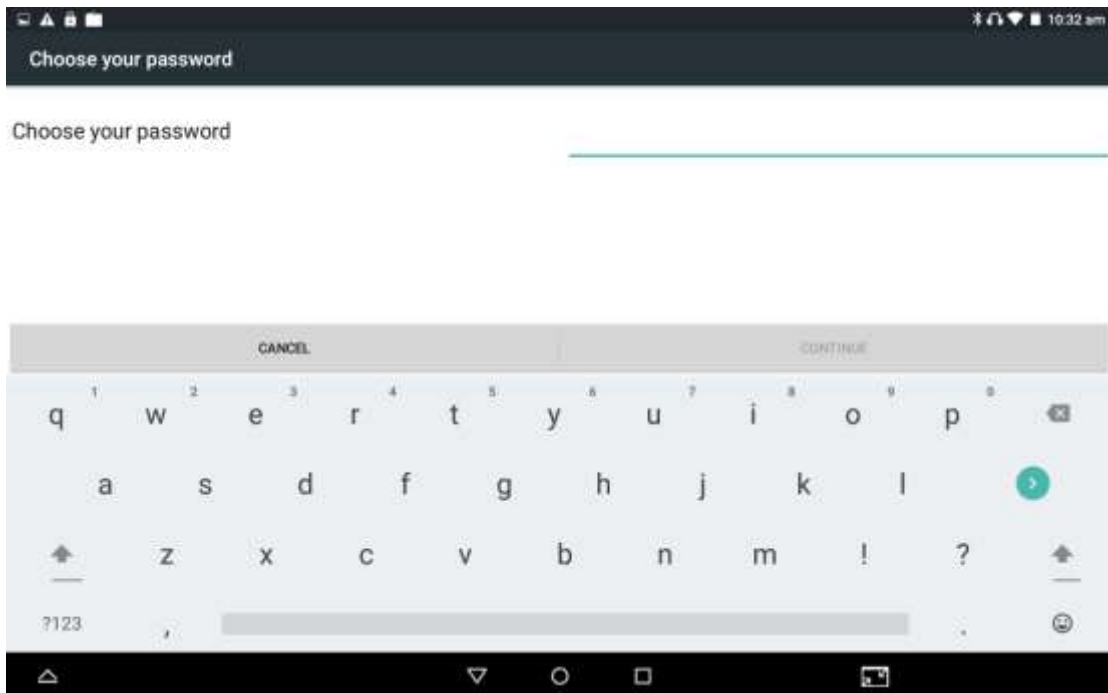 10:32 am
Choose your password
Choose your password
CANCEL CONTINUE
1 2 3 4 5 6 7 8 9 0
q w e r t y u i o p
a s d f g h j k l
z x c v b n m ! ?
?123 , .